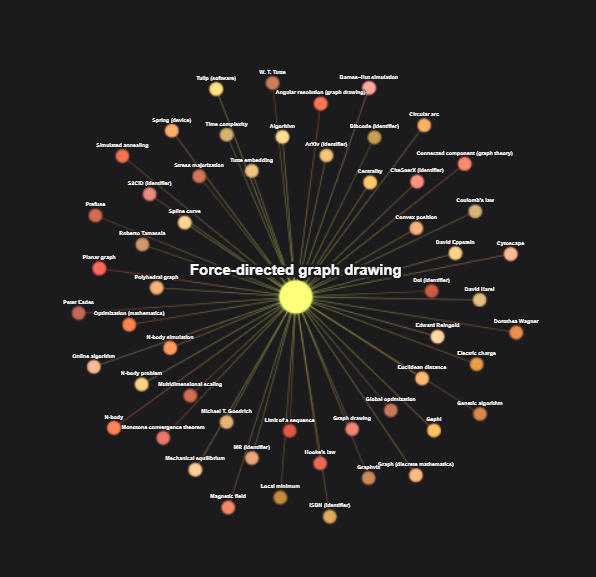 W. T. Tutte
Tulip (software)
Barnes–Hut simulation
Angular resolution (graph drawing)
Circular arc
Spring (device)
Time complexity
Algorithm
Bibcode (identifier)
Simulated annealing
Tutte embedding
ArXiv (identifier)
Connected component (graph theory)
Stress majorization
Centrality
CiteSeerX (identifier)
S2CID (identifier)
Coulomb's law
Prefuse
Spline curve
Convex position
Roberto Tamassia
David Eppstein
Cytoscape
Planar graph
Force-directed graph drawing
Polyhedral graph
Doi (identifier)
David Harel
Peter Eades
Optimization (mathematics)
Dorothea Wagner
Edward Reingold
N-body simulation
Online algorithm
Electric charge
N-body problem
Euclidean distance
Multidimensional scaling
Global optimization
Genetic algorithm
Michael T. Goodrich
N-body
Monotone convergence theorem
Limit of a sequence
Graph drawing
Gephi
MR (identifier)
Hooke's law
Mechanical equilibrium
Graphviz
Graph (discrete mathematics)
Local minimum
Magnetic field
ISBN (identifier)